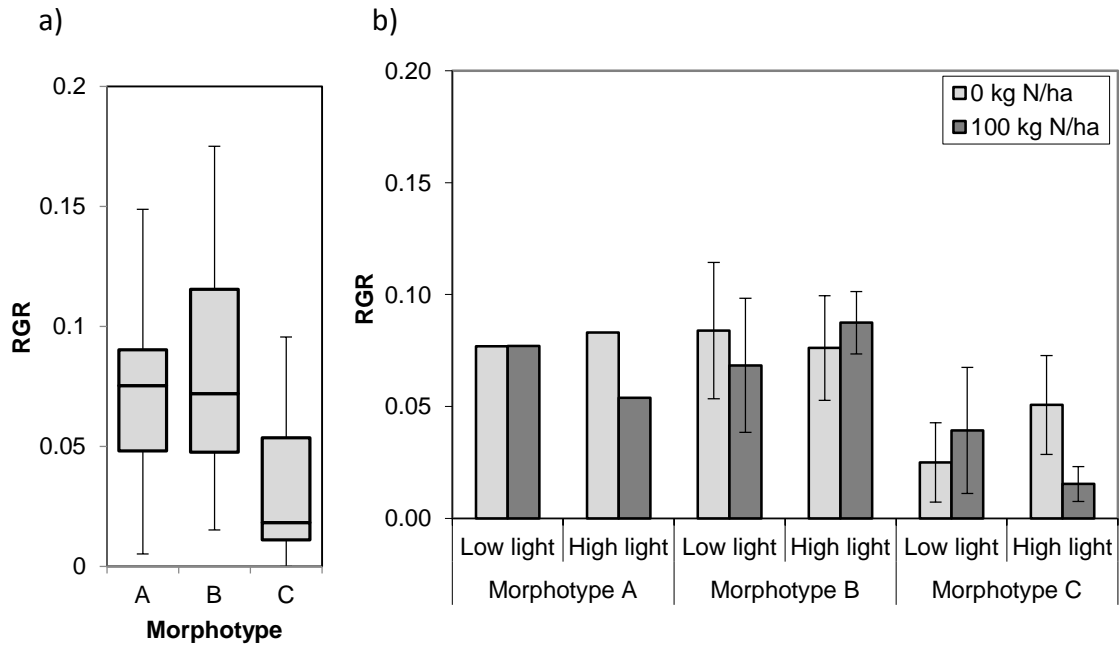 a)
0.2
0.15
0.1
0.05
0
RGR
A B C
Morphotype
b)
0.20
0.15
0.10
0.05
0.00
RGR
0 kg N/ha
100 kg N/ha
Low light High light Low light High light Low light High light
Morphotype A Morphotype B Morphotype C